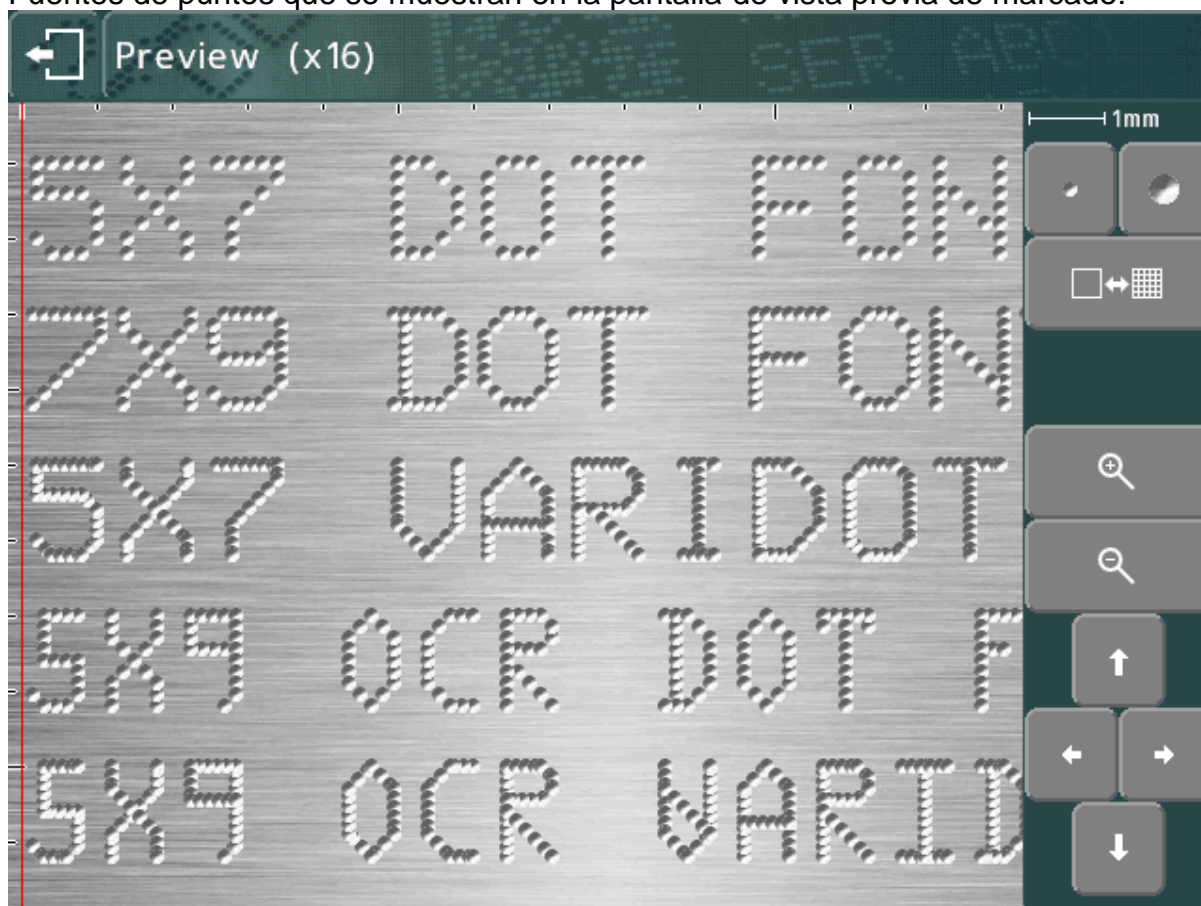 Fuentes de puntos que se muestran en la pantalla de vista previa de marcado.
Preview (x16)
1mm
5X7 DOT FON
7X9 DOT FON
5X7 VARIDOT
5X9 OCR DOT F
5X9 OCR VARID